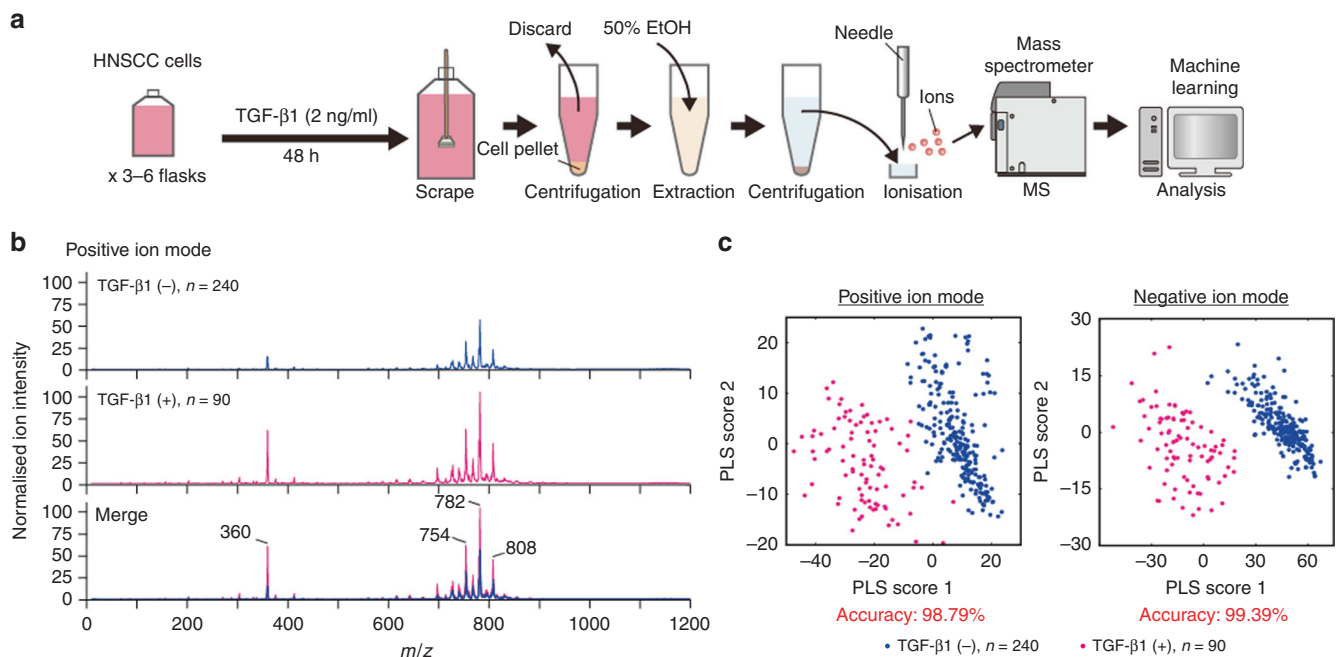 a
HNSCC cells
x 3–6 flasks
TGF-β1 (2 ng/ml)
48 h
Scrape
Discard
Cell pellet
Centrifugation
50% EtOH
Extraction
Centrifugation
Needle
Ions
Ionisation
Mass
spectrometer
MS
Machine
learning
Analysis
b
Positive ion mode
Normalised ion intensity
100
75
50
25
0
TGF-β1 (–), n = 240
100
75
50
25
0
TGF-β1 (+), n = 90
100
75
50
25
0
Merge
360
754
782
808
0 200 400 600 800 1000 1200
m/z
c
Positive ion mode
PLS score 2
20
10
0
–10
–20
–40 –20 0 20
PLS score 1
Accuracy: 98.79%
Negative ion mode
PLS score 2
30
15
0
–15
–30
–30 0 30 60
PLS score 1
Accuracy: 99.39%
TGF-β1 (–), n = 240
TGF-β1 (+), n = 90